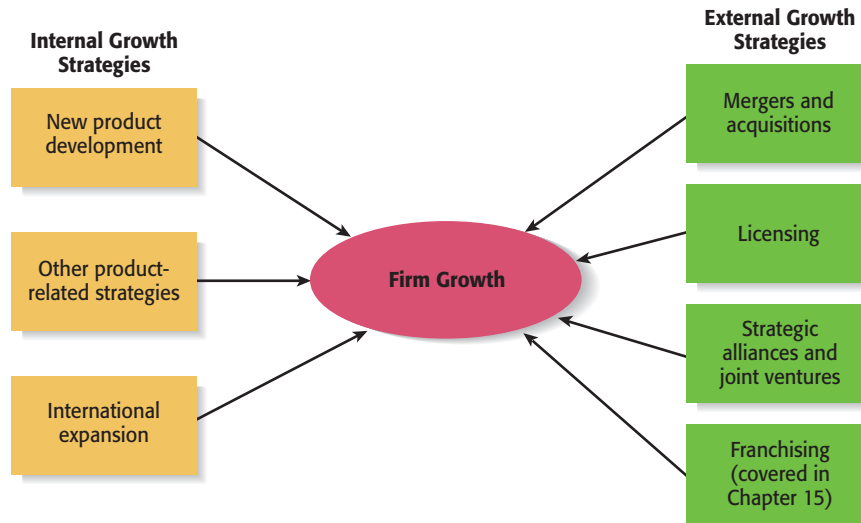 Internal Growth
Strategies
New product
development
Other product-
related strategies
International
expansion
Firm Growth
External Growth
Strategies
Mergers and
acquisitions
Licensing
Strategic
alliances and
joint ventures
Franchising
(covered in
Chapter 15)